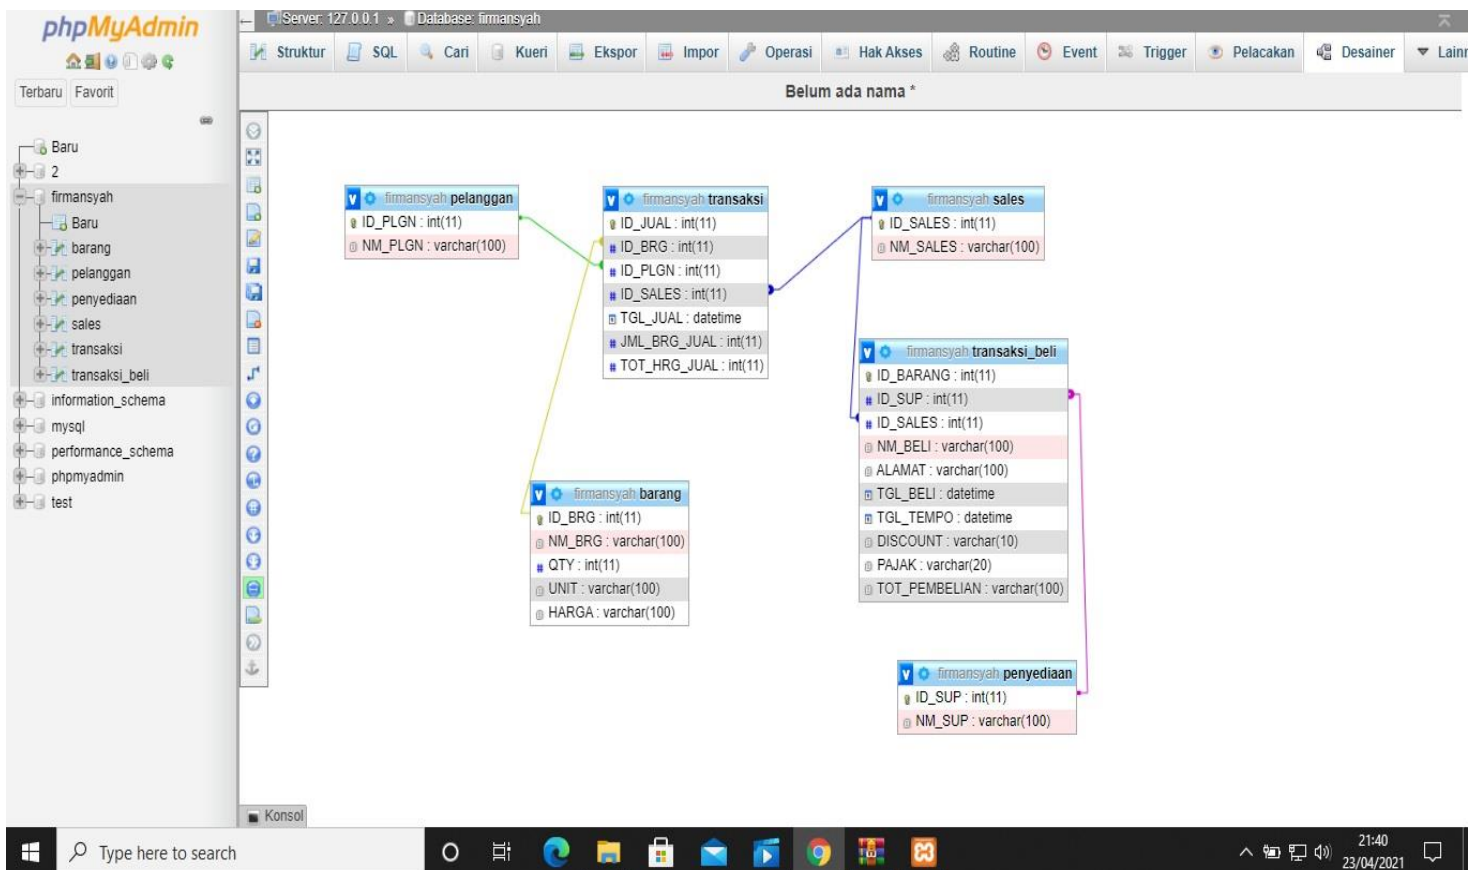 phpMyAdmin
Terbaru Favorit
Baru
2
firmansyah
Baru
barang
pelanggan
penyediaan
sales
transaksi
transaksi_beli
information_schema
mysql
performance_schema
phpmyadmin
test
Server: 127.0.0.1 » Database: firmansyah
Struktur SQL Cari Kueri Ekspor Impor Operasi Hak Akses Routine Event Trigger Pelacakan Desainer Lainn
Belum ada nama *
v firmansyah pelanggan
ID_PLGN : int(11)
NM_PLGN : varchar(100)
v firmansyah transaksi
ID_JUAL : int(11)
# ID_BRG : int(11)
# ID_PLGN : int(11)
# ID_SALES : int(11)
TGL_JUAL : datetime
# JML_BRG_JUAL : int(11)
# TOT_HRG_JUAL : int(11)
v firmansyah sales
ID_SALES : int(11)
NM_SALES : varchar(100)
v firmansyah transaksi_beli
ID_BARANG : int(11)
# ID_SUP : int(11)
# ID_SALES : int(11)
NM_BELI : varchar(100)
ALAMAT : varchar(100)
TGL_BELI : datetime
TGL_TEMPO : datetime
DISCOUNT : varchar(10)
PAJAK : varchar(20)
TOT_PEMBELIAN : varchar(100)
v firmansyah barang
ID_BRG : int(11)
NM_BRG : varchar(100)
# QTY : int(11)
UNIT : varchar(100)
HARGA : varchar(100)
v firmansyah penyediaan
ID_SUP : int(11)
NM_SUP : varchar(100)
Konsol
Type here to search
21:40
23/04/2021